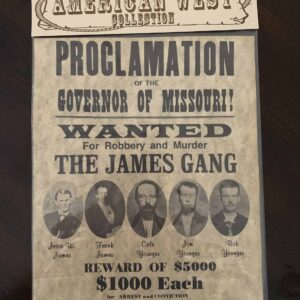 AMERICAN WEST
COLLECTION
PROCLAMATION
OF THE
GOVERNOR OF MISSOURI!
WANTED
For Robbery and Murder
THE JAMES GANG
Jesse W. James
Frank James
Cole Younger
Jim Younger
Bob Younger
REWARD OF $5000
$1000 Each
for ARREST and CONVICTION